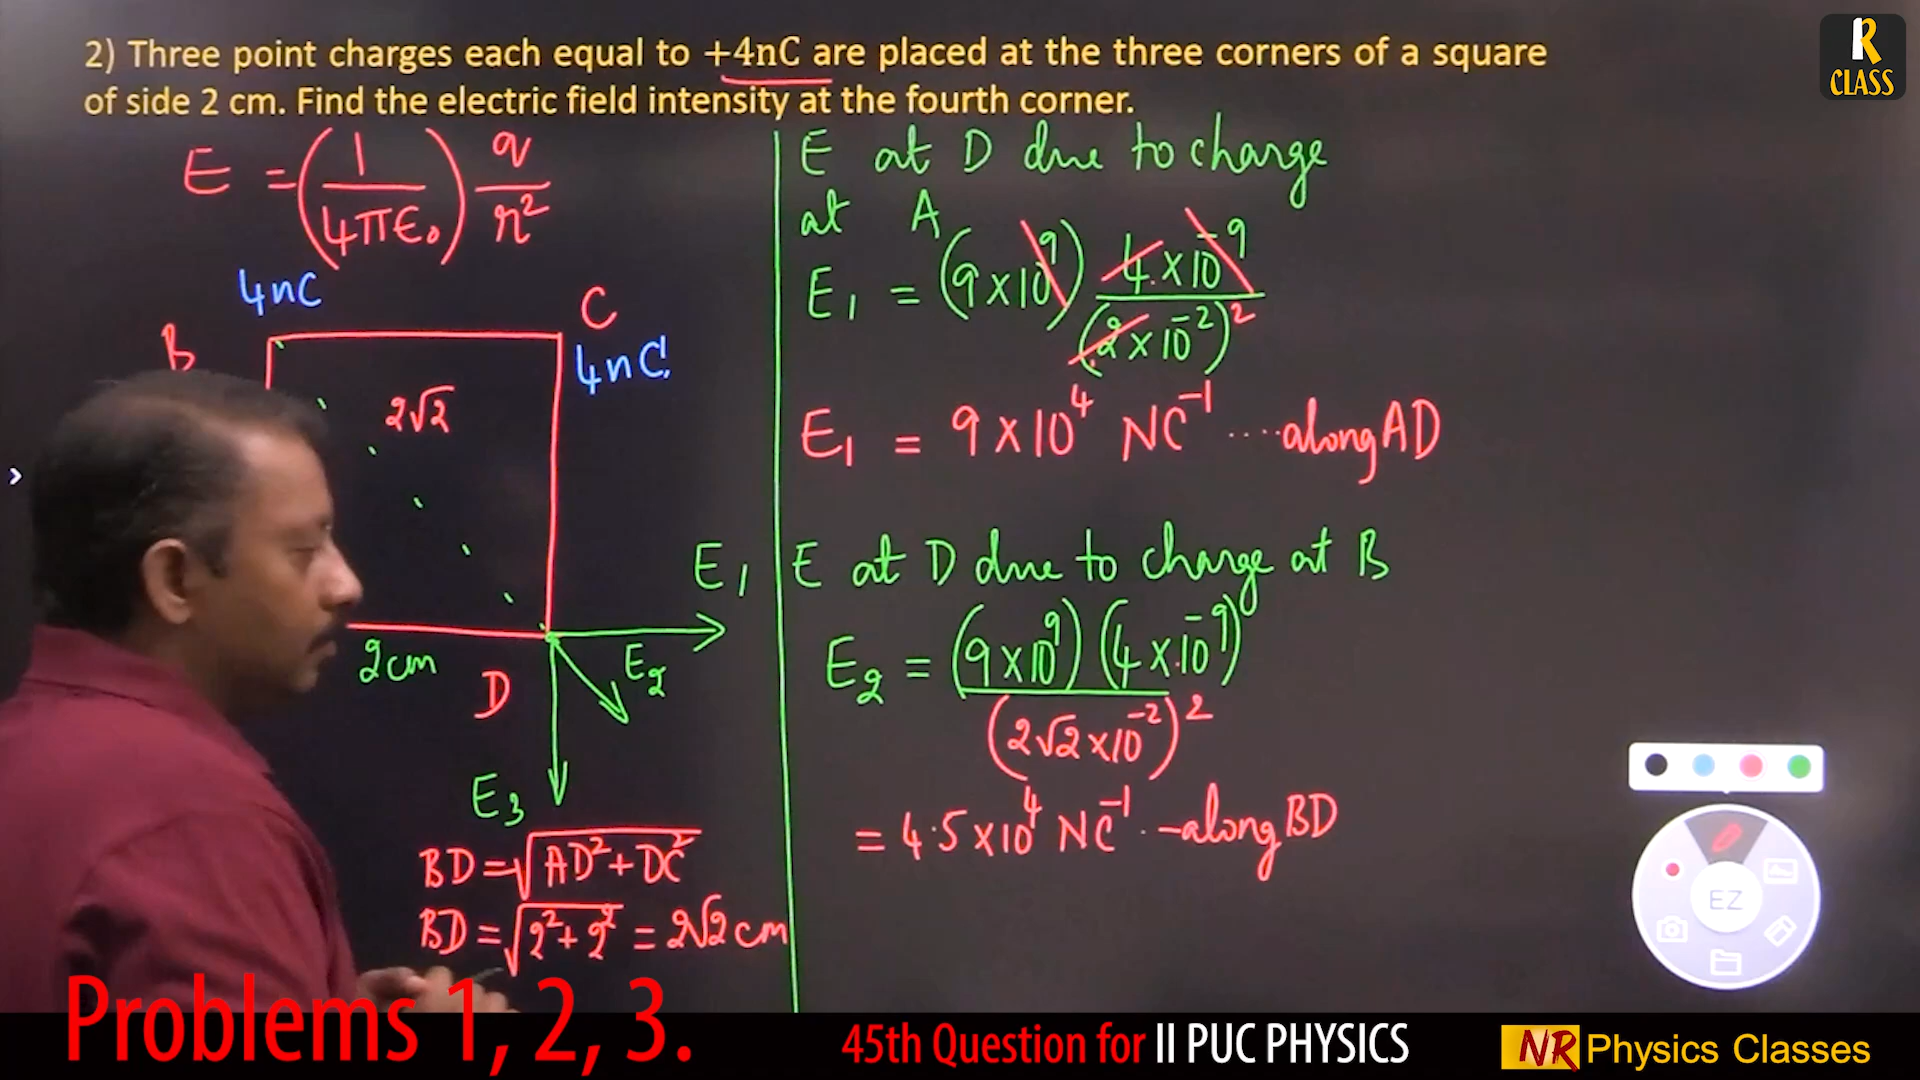 2) Three point charges each equal to +4nC are placed at the three corners of a square
of side 2 cm. Find the electric field intensity at the fourth corner.
R
CLASS
E = (1/4πε₀) q/r²
4nC
B
C
4nC
2√2
2cm
D
E₁
E₂
E₃
BD = √AD² + DC²
BD = √2² + 2² = 2√2 cm
E at D due to charge
at A
E₁ = (9×10⁹) 4×10⁻⁹/(2×10⁻²)²
E₁ = 9×10⁴ NC⁻¹ ....along AD
E at D due to charge at B
E₂ = (9×10⁹)(4×10⁻⁹)/(2√2×10⁻²)²
= 4.5×10⁴ NC⁻¹ ..–along BD
EZ
Problems 1, 2, 3.
45th Question for II PUC PHYSICS
NR Physics Classes